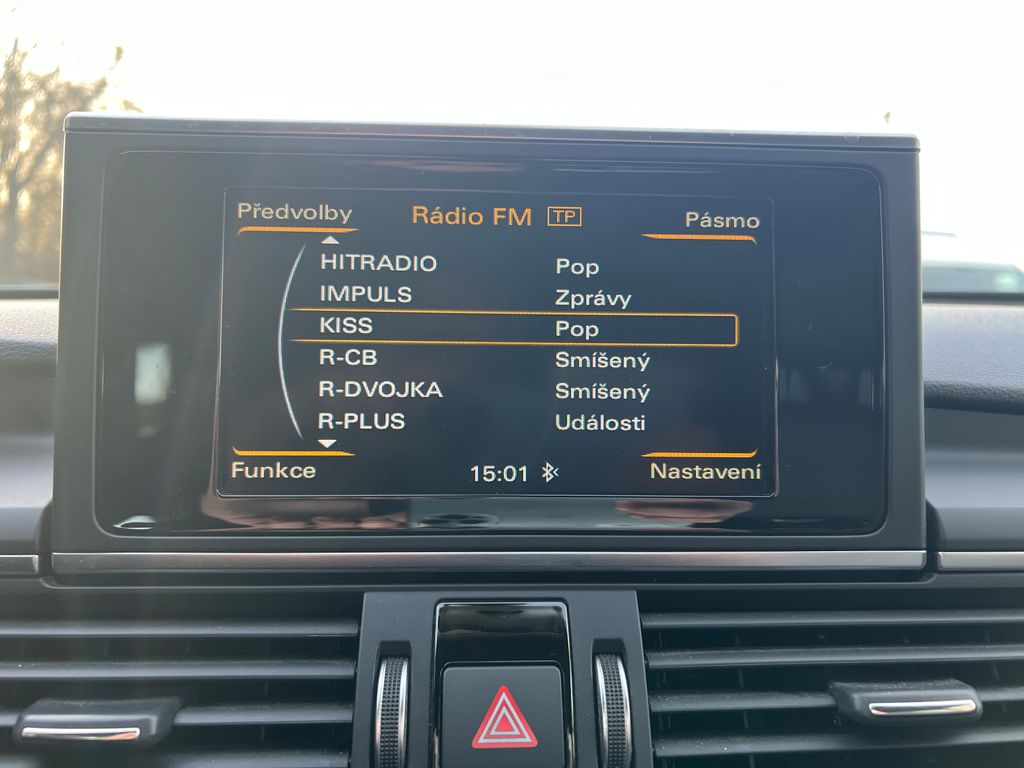 Předvolby Rádio FM TP Pásmo
HITRADIO Pop
IMPULS Zprávy
KISS Pop
R-CB Smíšený
R-DVOJKA Smíšený
R-PLUS Události
Funkce 15:01 Nastavení